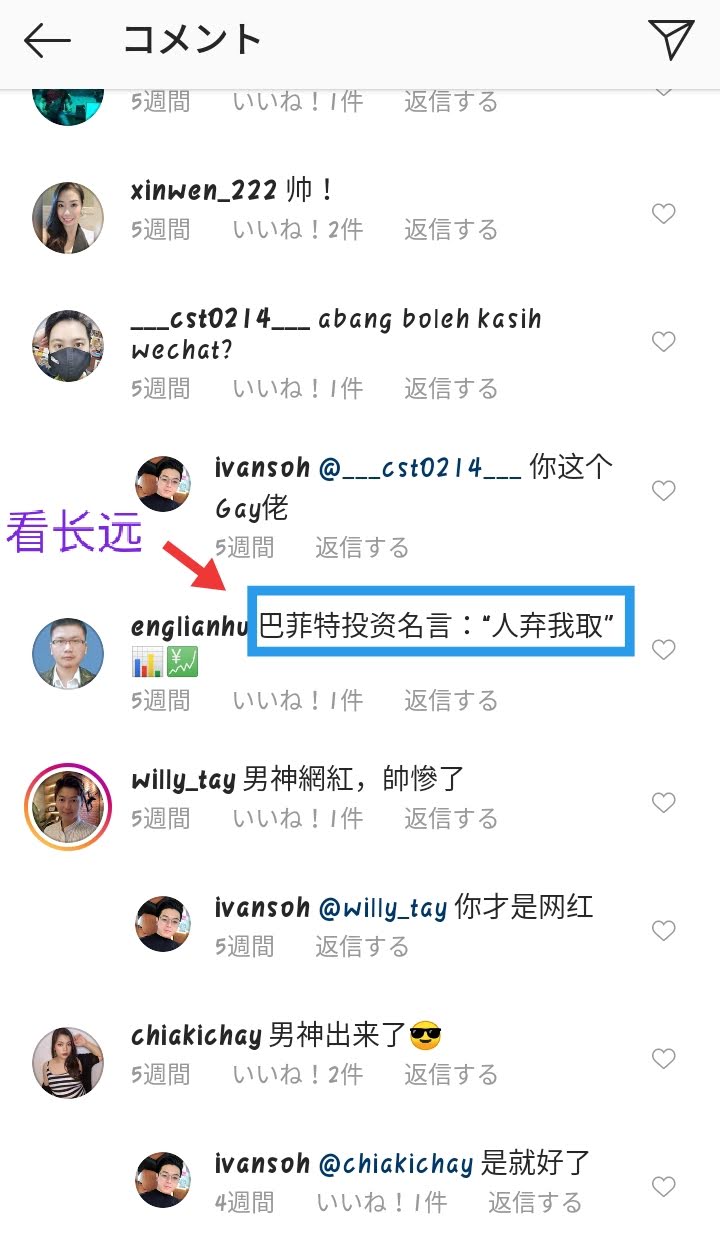 コメント
5週間 いいね！1件 返信する
xinwen_222 帅！
5週間 いいね！2件 返信する
___cst0214___ abang boleh kasih
wechat?
5週間 いいね！1件 返信する
ivansoh @___cst0214___ 你这个
Gay佬
5週間 返信する
看长远
englianhu 巴菲特投资名言：“人弃我取”
📊💹
5週間 いいね！1件 返信する
willy_tay 男神網紅，帥慘了
5週間 いいね！1件 返信する
ivansoh @willy_tay 你才是网红
5週間 返信する
chiakichay 男神出来了😎
5週間 いいね！2件 返信する
ivansoh @chiakichay 是就好了
4週間 いいね！1件 返信する